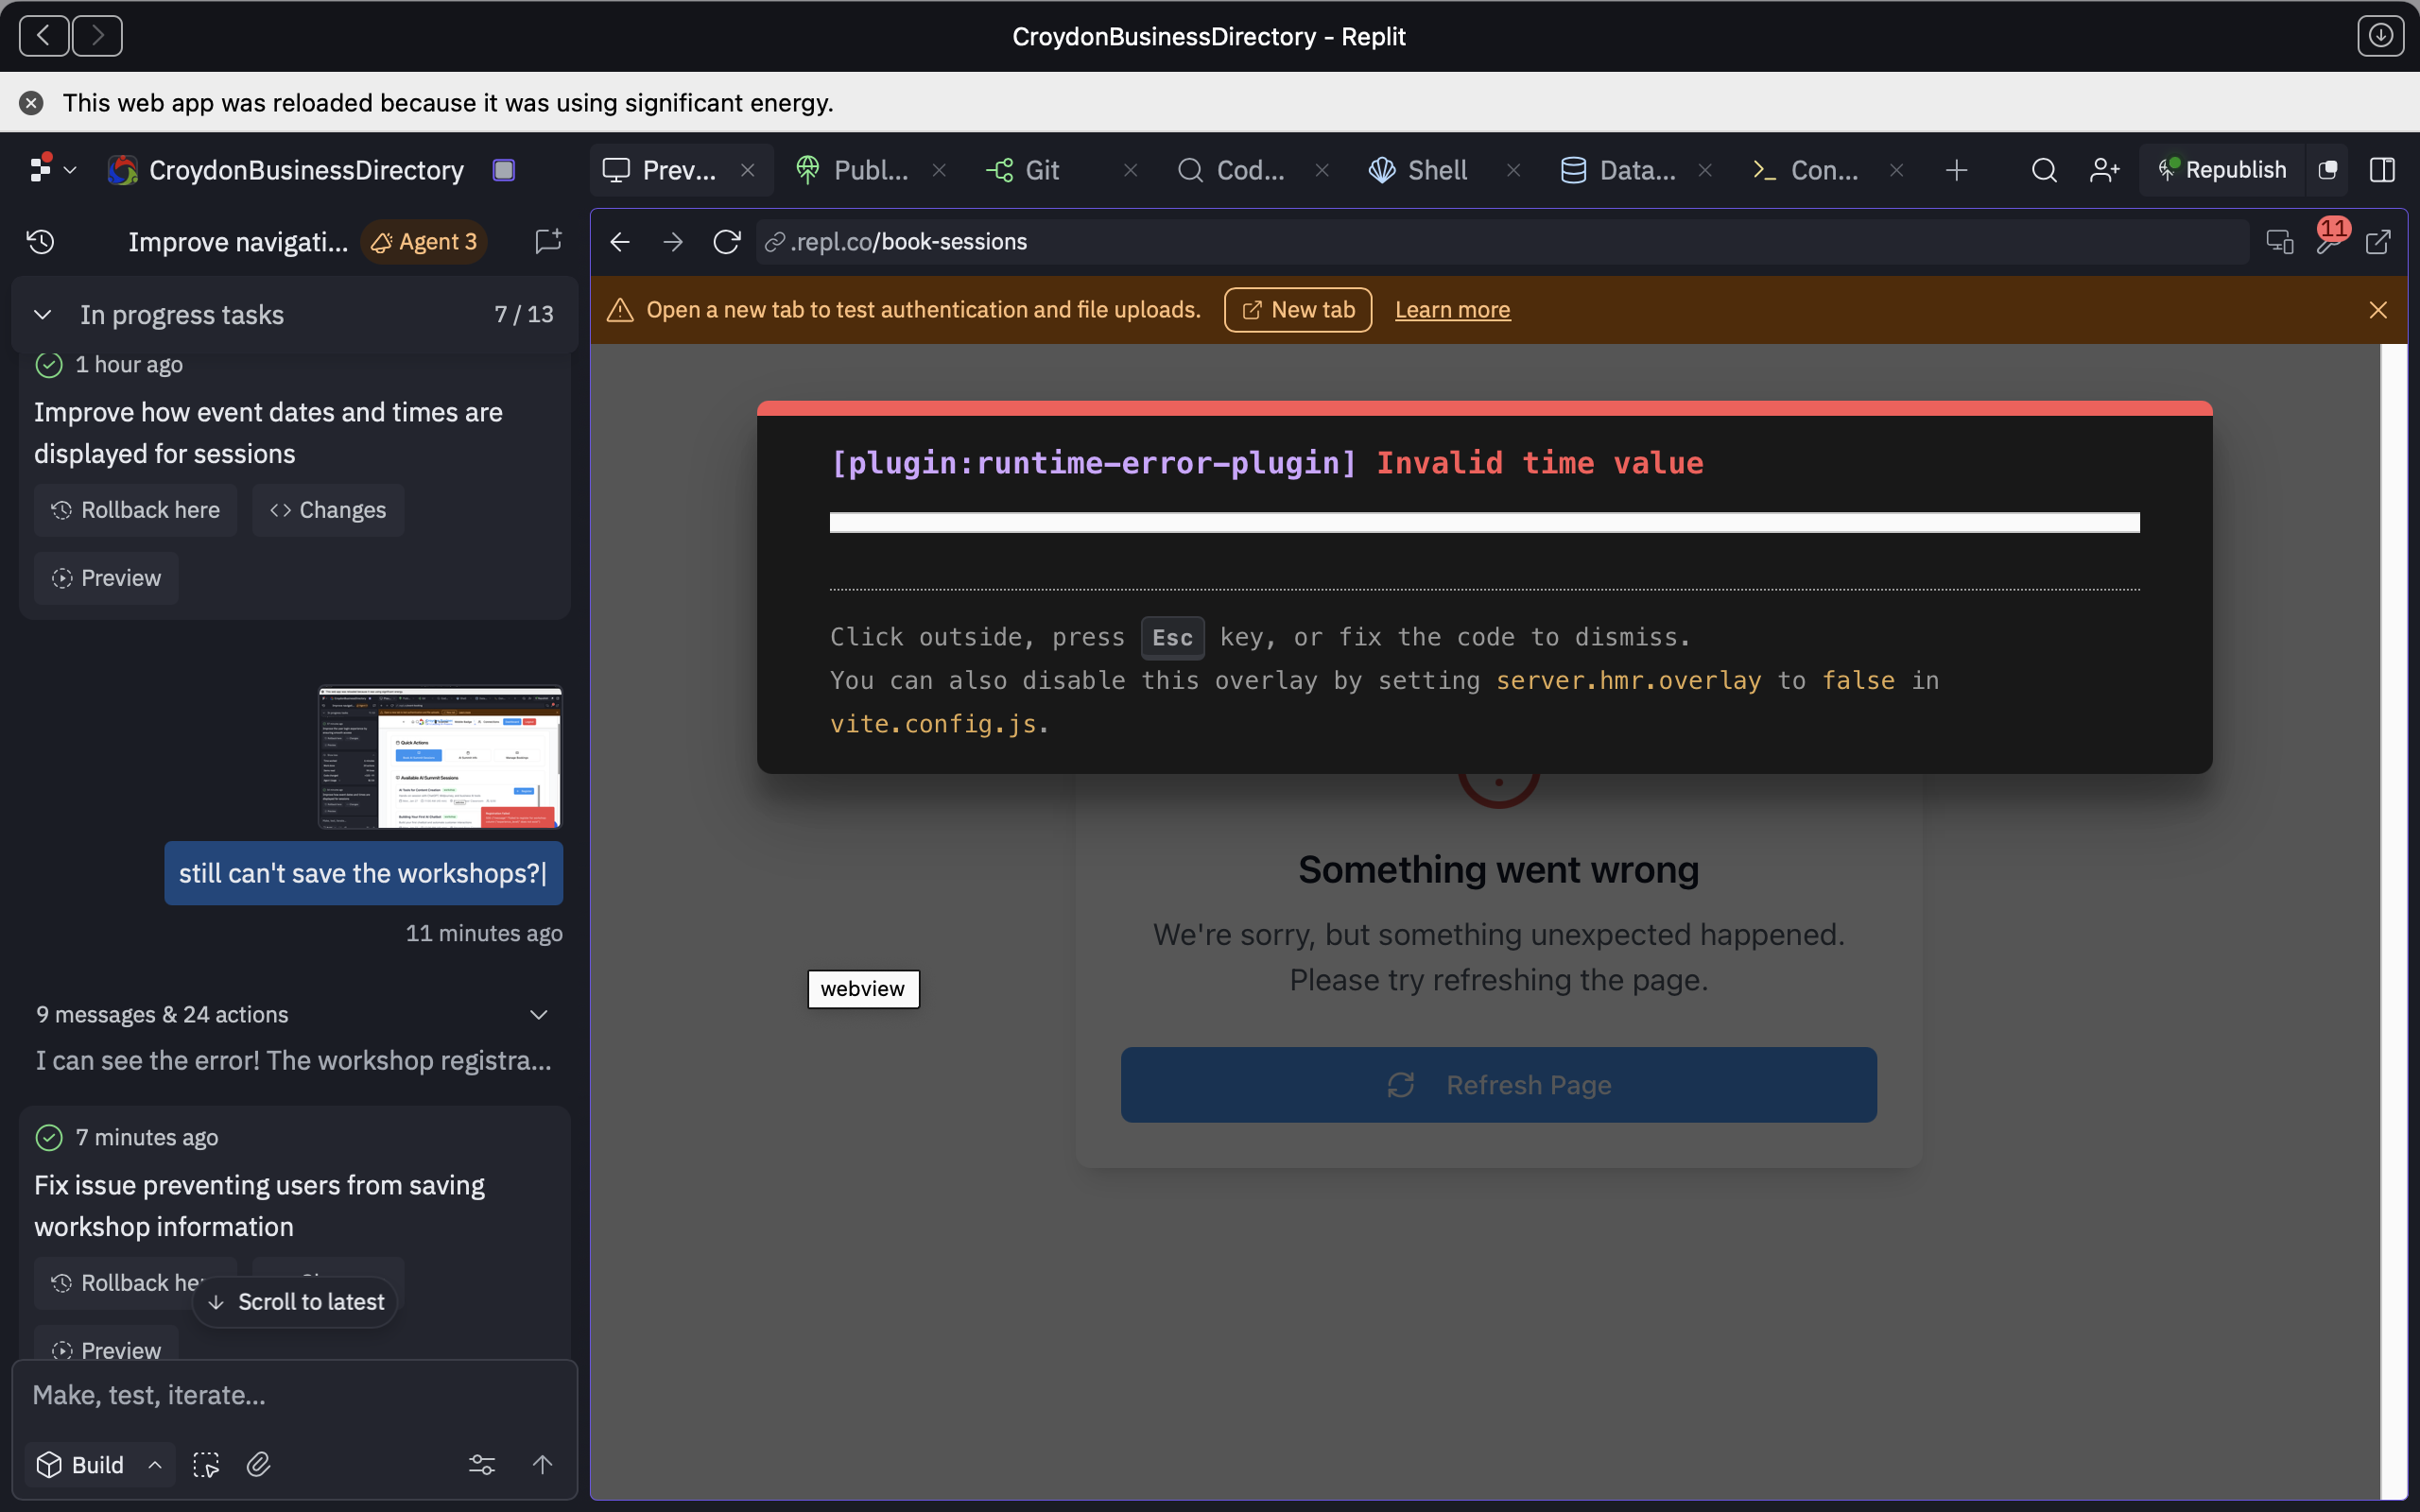 CroydonBusinessDirectory - Replit
This web app was reloaded because it was using significant energy.
CroydonBusinessDirectory
Prev...
Publ...
Git
Cod...
Shell
Data...
Con...
Republish
Improve navigati...
Agent 3
.repl.co/book-sessions
11
In progress tasks
7 / 13
Open a new tab to test authentication and file uploads.
New tab
Learn more
1 hour ago
Improve how event dates and times are
displayed for sessions
Rollback here
Changes
Preview
[plugin:runtime-error-plugin] Invalid time value
Click outside, press Esc key, or fix the code to dismiss.
You can also disable this overlay by setting server.hmr.overlay to false in
vite.config.js.
Quick Actions
Available AI Summit Sessions
still can't save the workshops?
11 minutes ago
Something went wrong
We're sorry, but something unexpected happened.
Please try refreshing the page.
webview
Refresh Page
9 messages & 24 actions
I can see the error! The workshop registra...
7 minutes ago
Fix issue preventing users from saving
workshop information
Rollback he
Scroll to latest
Preview
Make, test, iterate...
Build